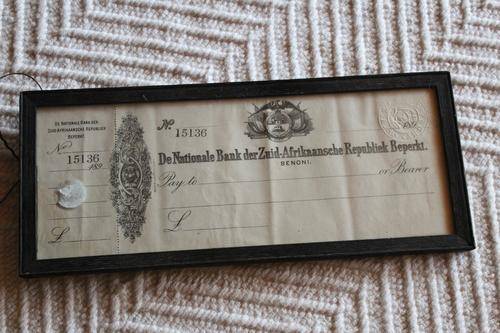 DE NATIONALE BANK DER
ZUID-AFRIKAANSCHE REPUBLIEK
BEPERKT
No 15136
189
£
No 15136
De Nationale Bank der Zuid-Afrikaansche Republiek Beperkt.
BENONI.
Pay to or Bearer
£